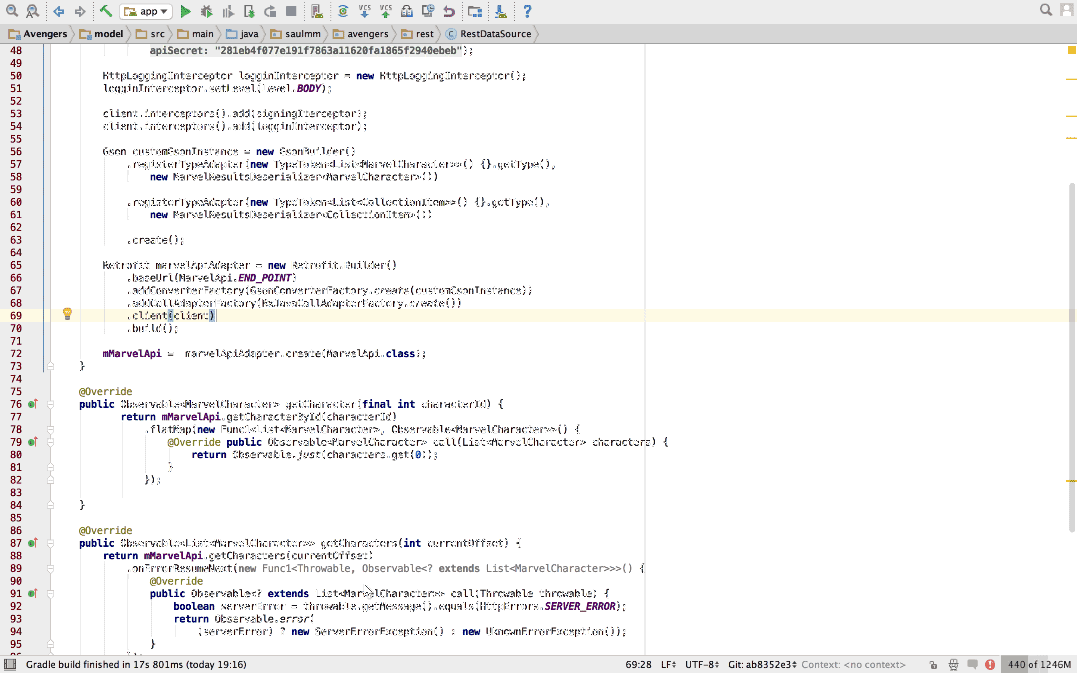 app
Avengers model src main java saulmm avengers rest RestDataSource
48 apiSecret: "281eb4f077e191f7863a11620fa1865f2940ebeb");
49
50 HttpLoggingInterceptor logginInterceptor = new HttpLoggingInterceptor();
51 logginInterceptor.setLevel(Level.BODY);
52
53 client.interceptors().add(signingIterceptor);
54 client.interceptors().add(logginInterceptor);
55
56 Gson customGsonInstance = new GsonBuilder()
57 .registerTypeAdapter(new TypeToken<List<MarvelCharacter>>() {}.getType(),
58 new MarvelResultsDeserializer<MarvelCharacter>())
59
60 .registerTypeAdapter(new TypeToken<List<CollectionItem>>() {}.getType(),
61 new MarvelResultsDeserializer<CollectionItem>())
62
63 .create();
64
65 Retrofit marvelApiAdapter = new Retrofit.Builder()
66 .baseUrl(MarvelApi.END_POINT)
67 .addConverterFactory(GsonConverterFactory.create(customGsonInstance))
68 .addCallAdapterFactory(RxJavaCallAdapterFactory.create())
69 .client(client)
70 .build();
71
72 mMarvelApi = marvelApiAdapter.create(MarvelApi.class);
73 }
74
75 @Override
76 public Observable<MarvelCharacter> getCharacter(final int characterId) {
77 return mMarvelApi.getCharacterById(characterId)
78 .flatMap(new Func1<List<MarvelCharacter>, Observable<MarvelCharacter>>() {
79 @Override public Observable<MarvelCharacter> call(List<MarvelCharacter> characters) {
80 return Observable.just(characters.get(0));
81 }
82 });
83
84 }
85
86 @Override
87 public Observable<List<MarvelCharacter>> getCharacters(int currentOffset) {
88 return mMarvelApi.getCharacters(currentOffset)
89 .onErrorResumeNext(new Func1<Throwable, Observable<? extends List<MarvelCharacter>>>() {
90 @Override
91 public Observable<? extends List<MarvelCharacter>> call(Throwable throwable) {
92 boolean serverError = throwable.getMessage().equals(HttpErrors.SERVER_ERROR);
93 return Observable.error(
94 (serverError) ? new ServerErrorException() : new UknownErrorException());
95 }
Gradle build finished in 17s 801ms (today 19:16) 69:28 LF UTF-8 Git: ab8352e3 Context: <no context> 440 of 1246M